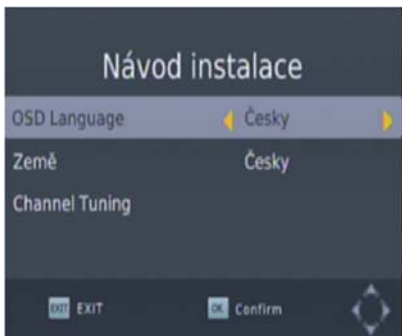 Návod instalace
OSD Language Česky
Země Česky
Channel Tuning
EXIT EXIT OK Confirm